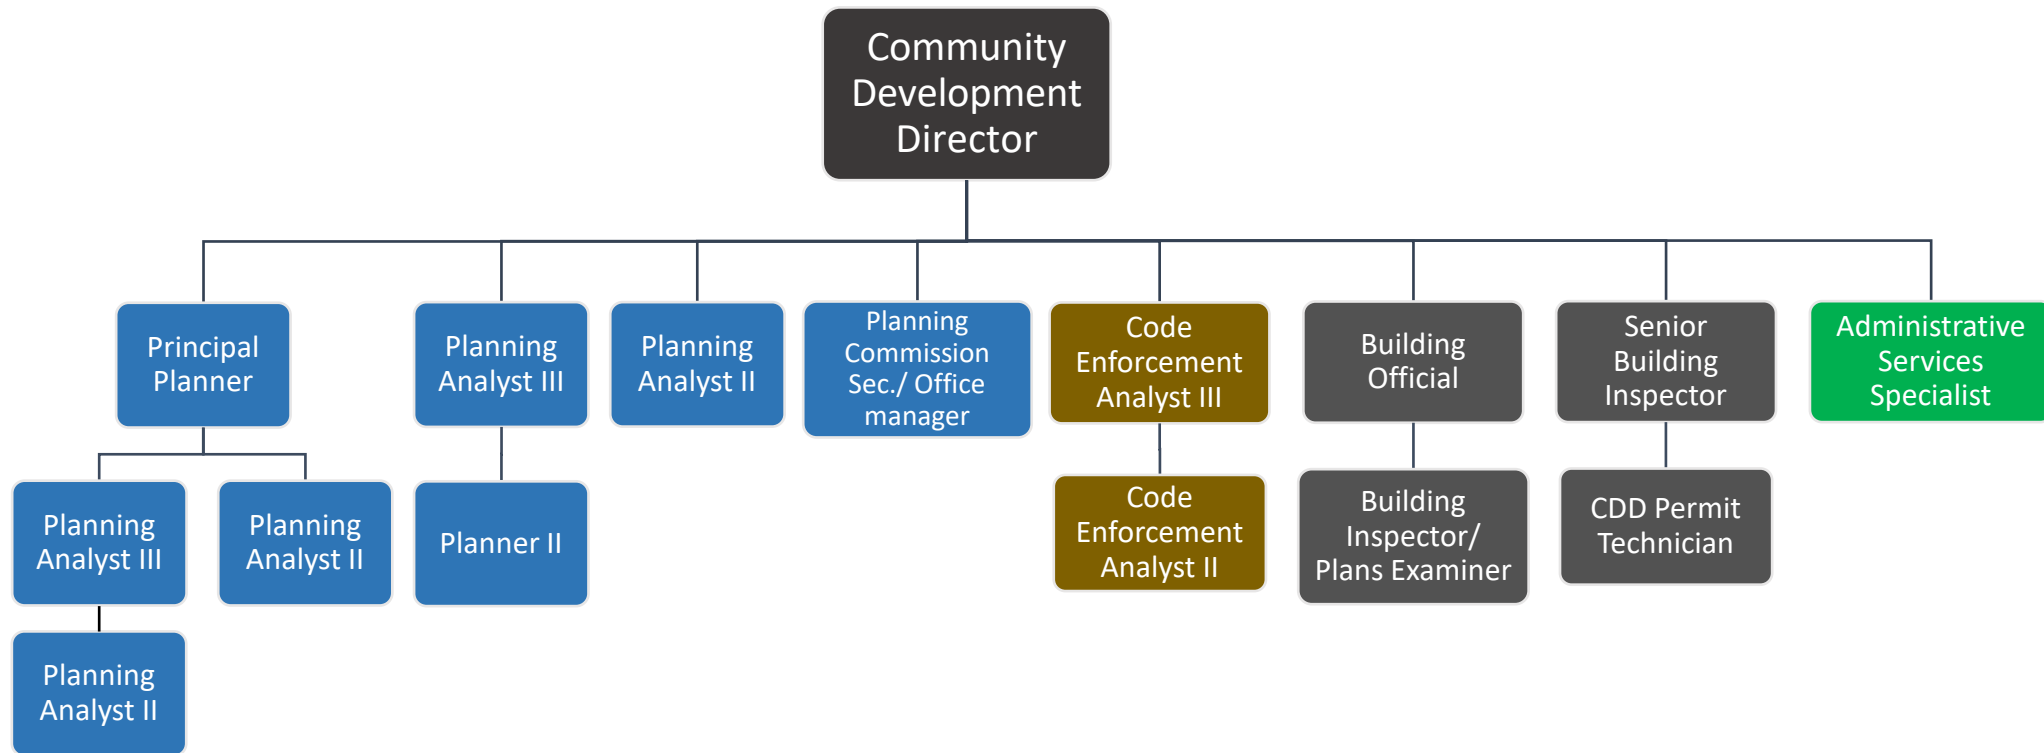 Community
Development
Director
Principal
Planner
Planning
Analyst III
Planning
Analyst II
Planning
Commission
Sec./ Office
manager
Code
Enforcement
Analyst III
Building
Official
Senior
Building
Inspector
Administrative
Services
Specialist
Planning
Analyst III
Planning
Analyst II
Planner II
Code
Enforcement
Analyst II
Building
Inspector/
Plans Examiner
CDD Permit
Technician
Planning
Analyst II